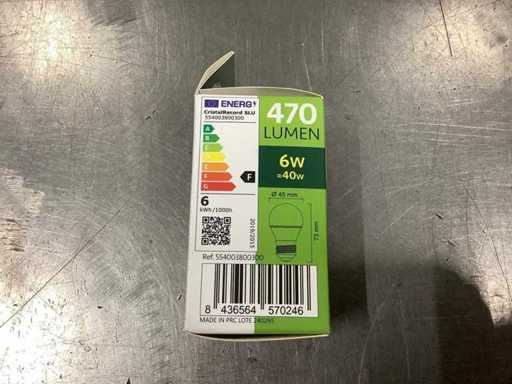 ENERG
CristalRecord SLU
554003800300
A
B
C
D
E
F
G
F
6
kWh/1000h
2019/2015
470
LUMEN
6W
=40W
Ø 45 mm
73 mm
Ref. 554003800300
8 436564 570246
MADE IN PRC LOTE 240295